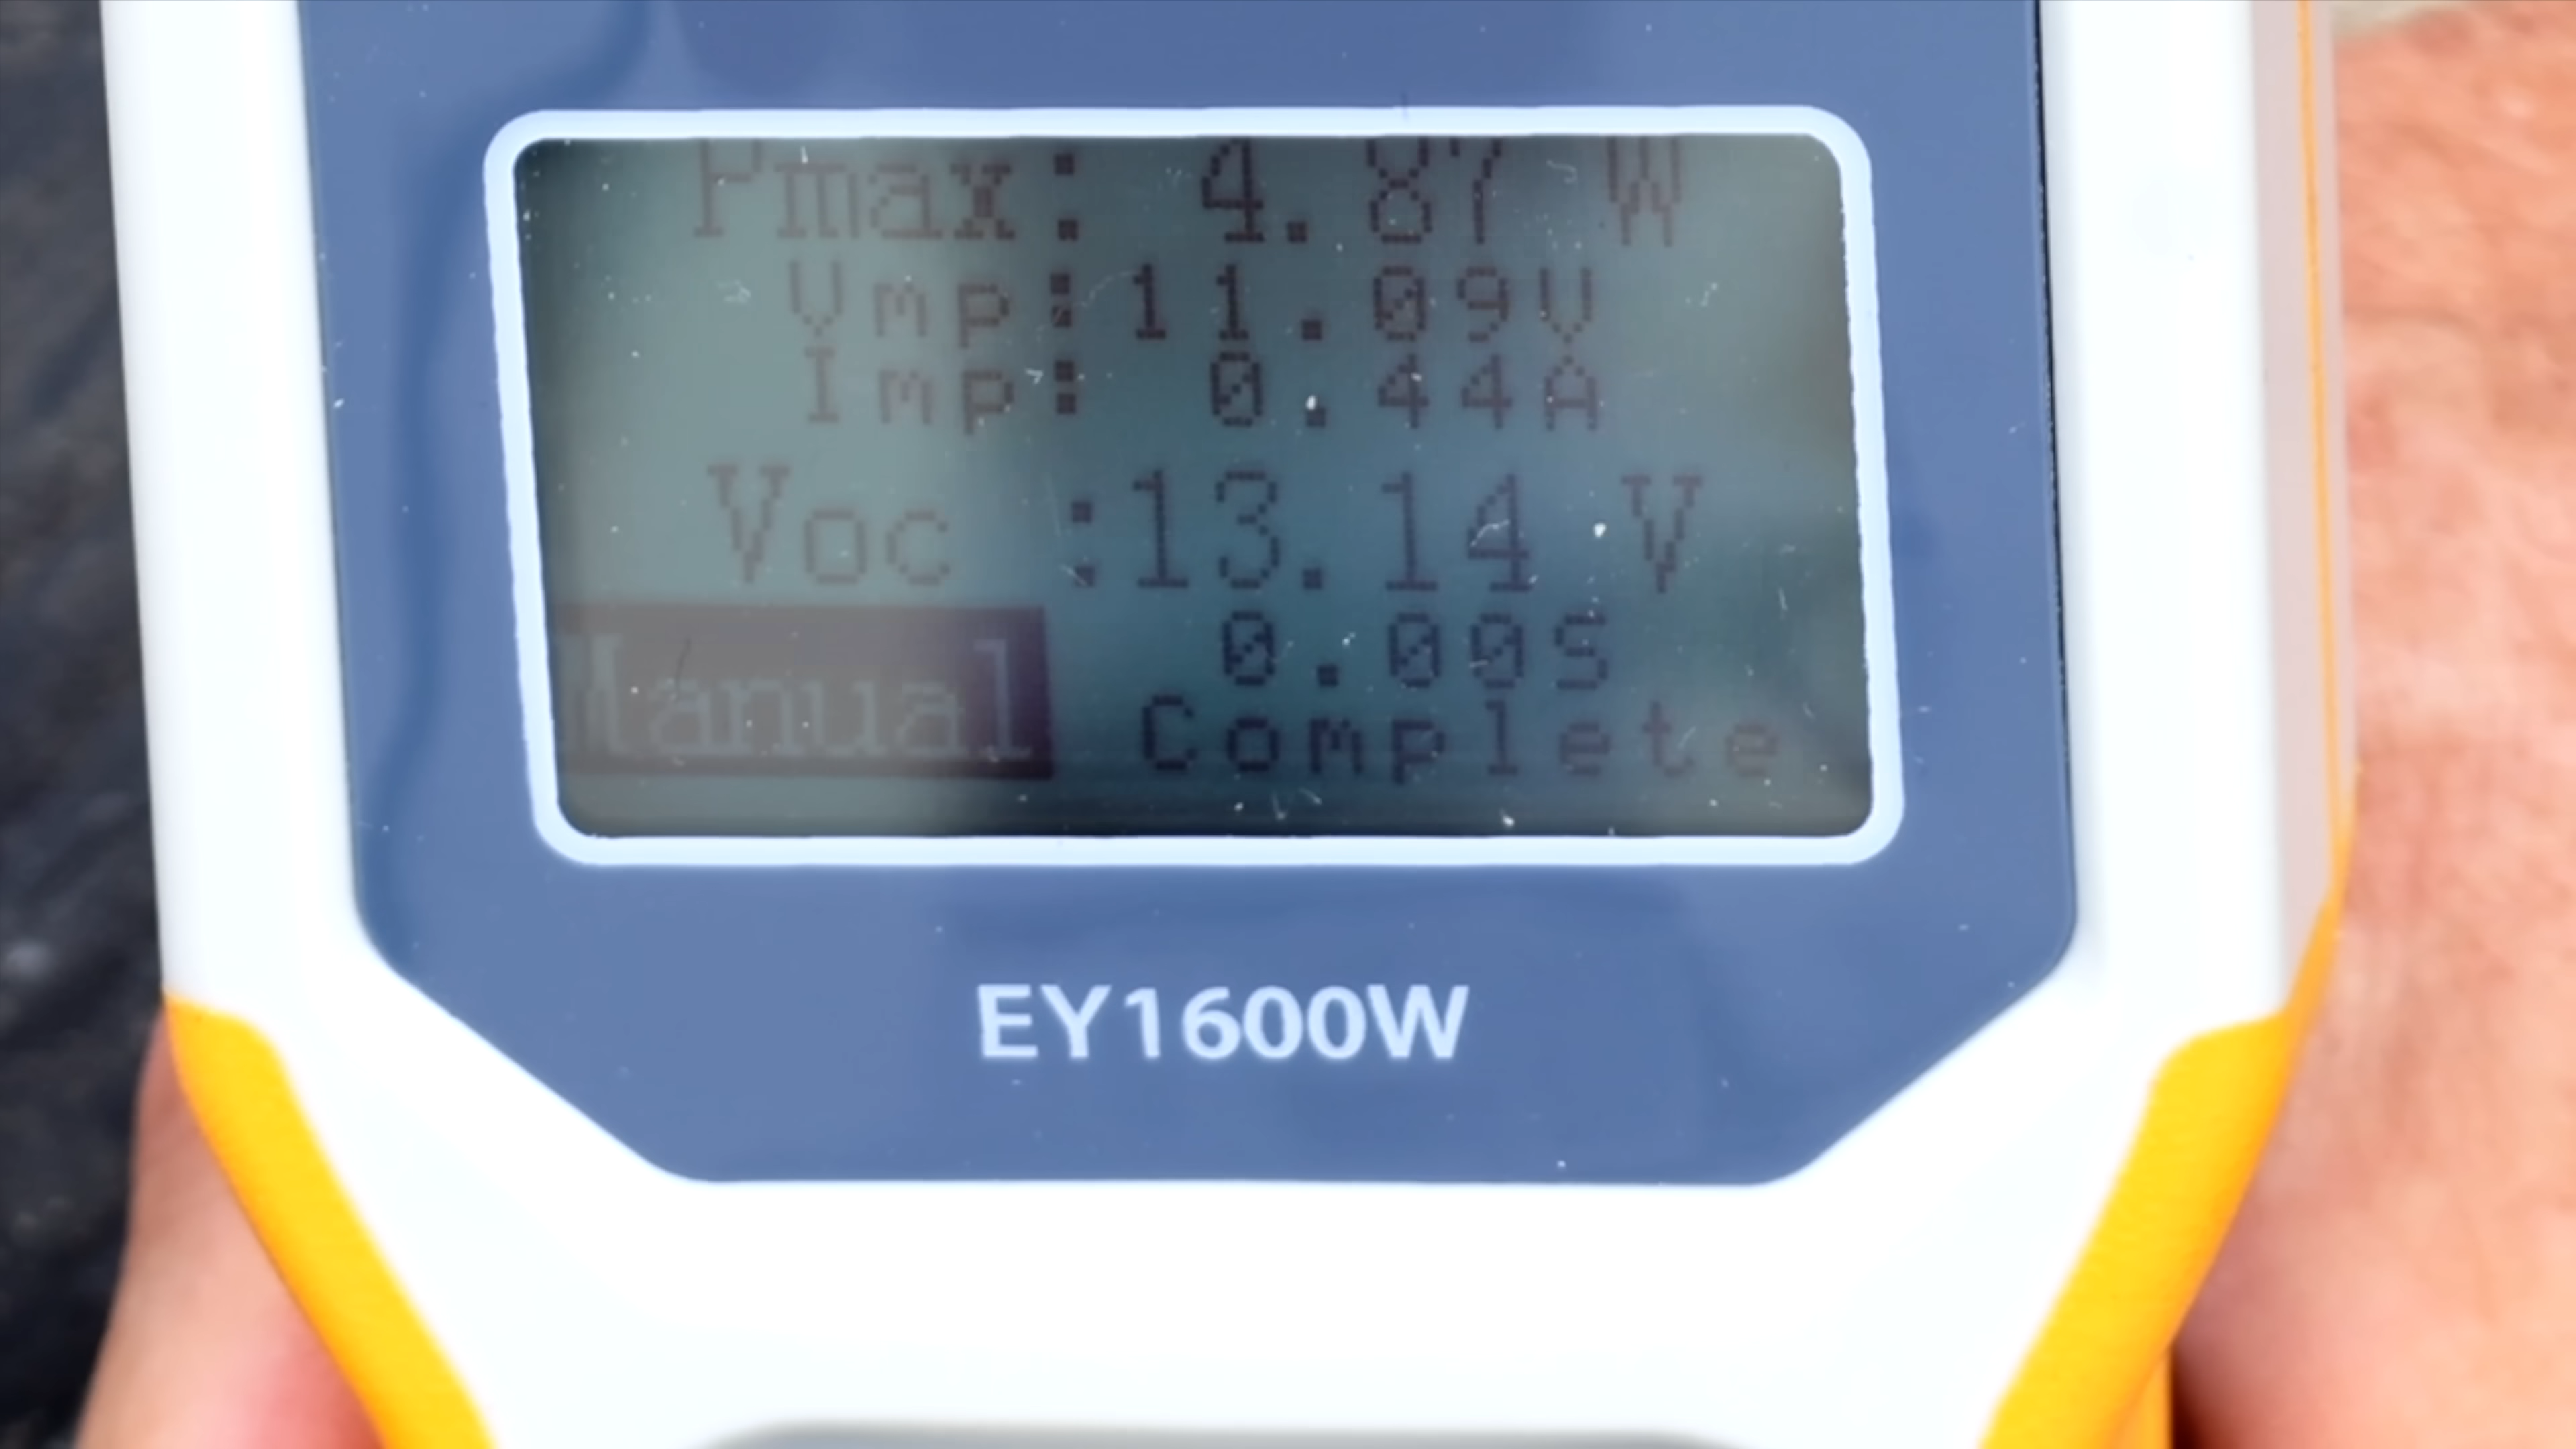 Pmax: 4.87 W
Vmp:11.09V
Imp: 0.44A
Voc :13.14 V
Manual 0.00S
Complete
EY1600W